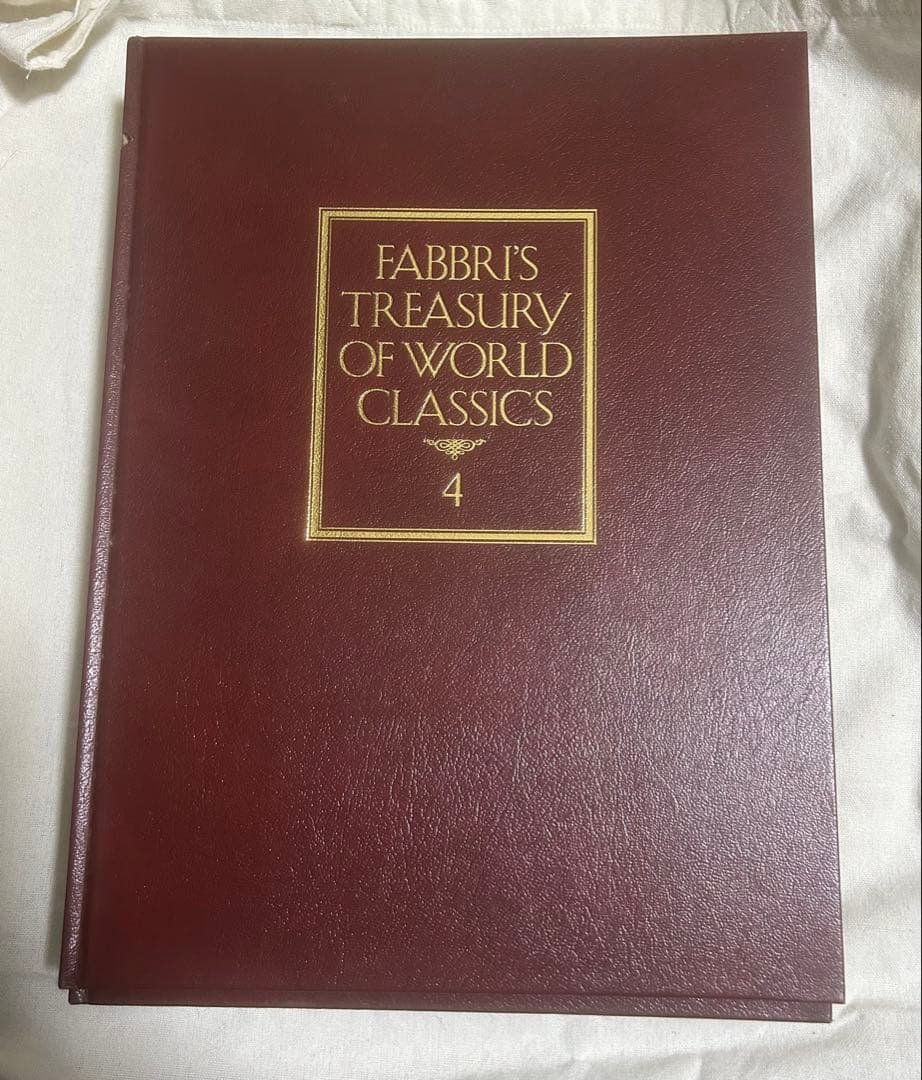 FABBRI'S
TREASURY
OF WORLD
CLASSICS
4